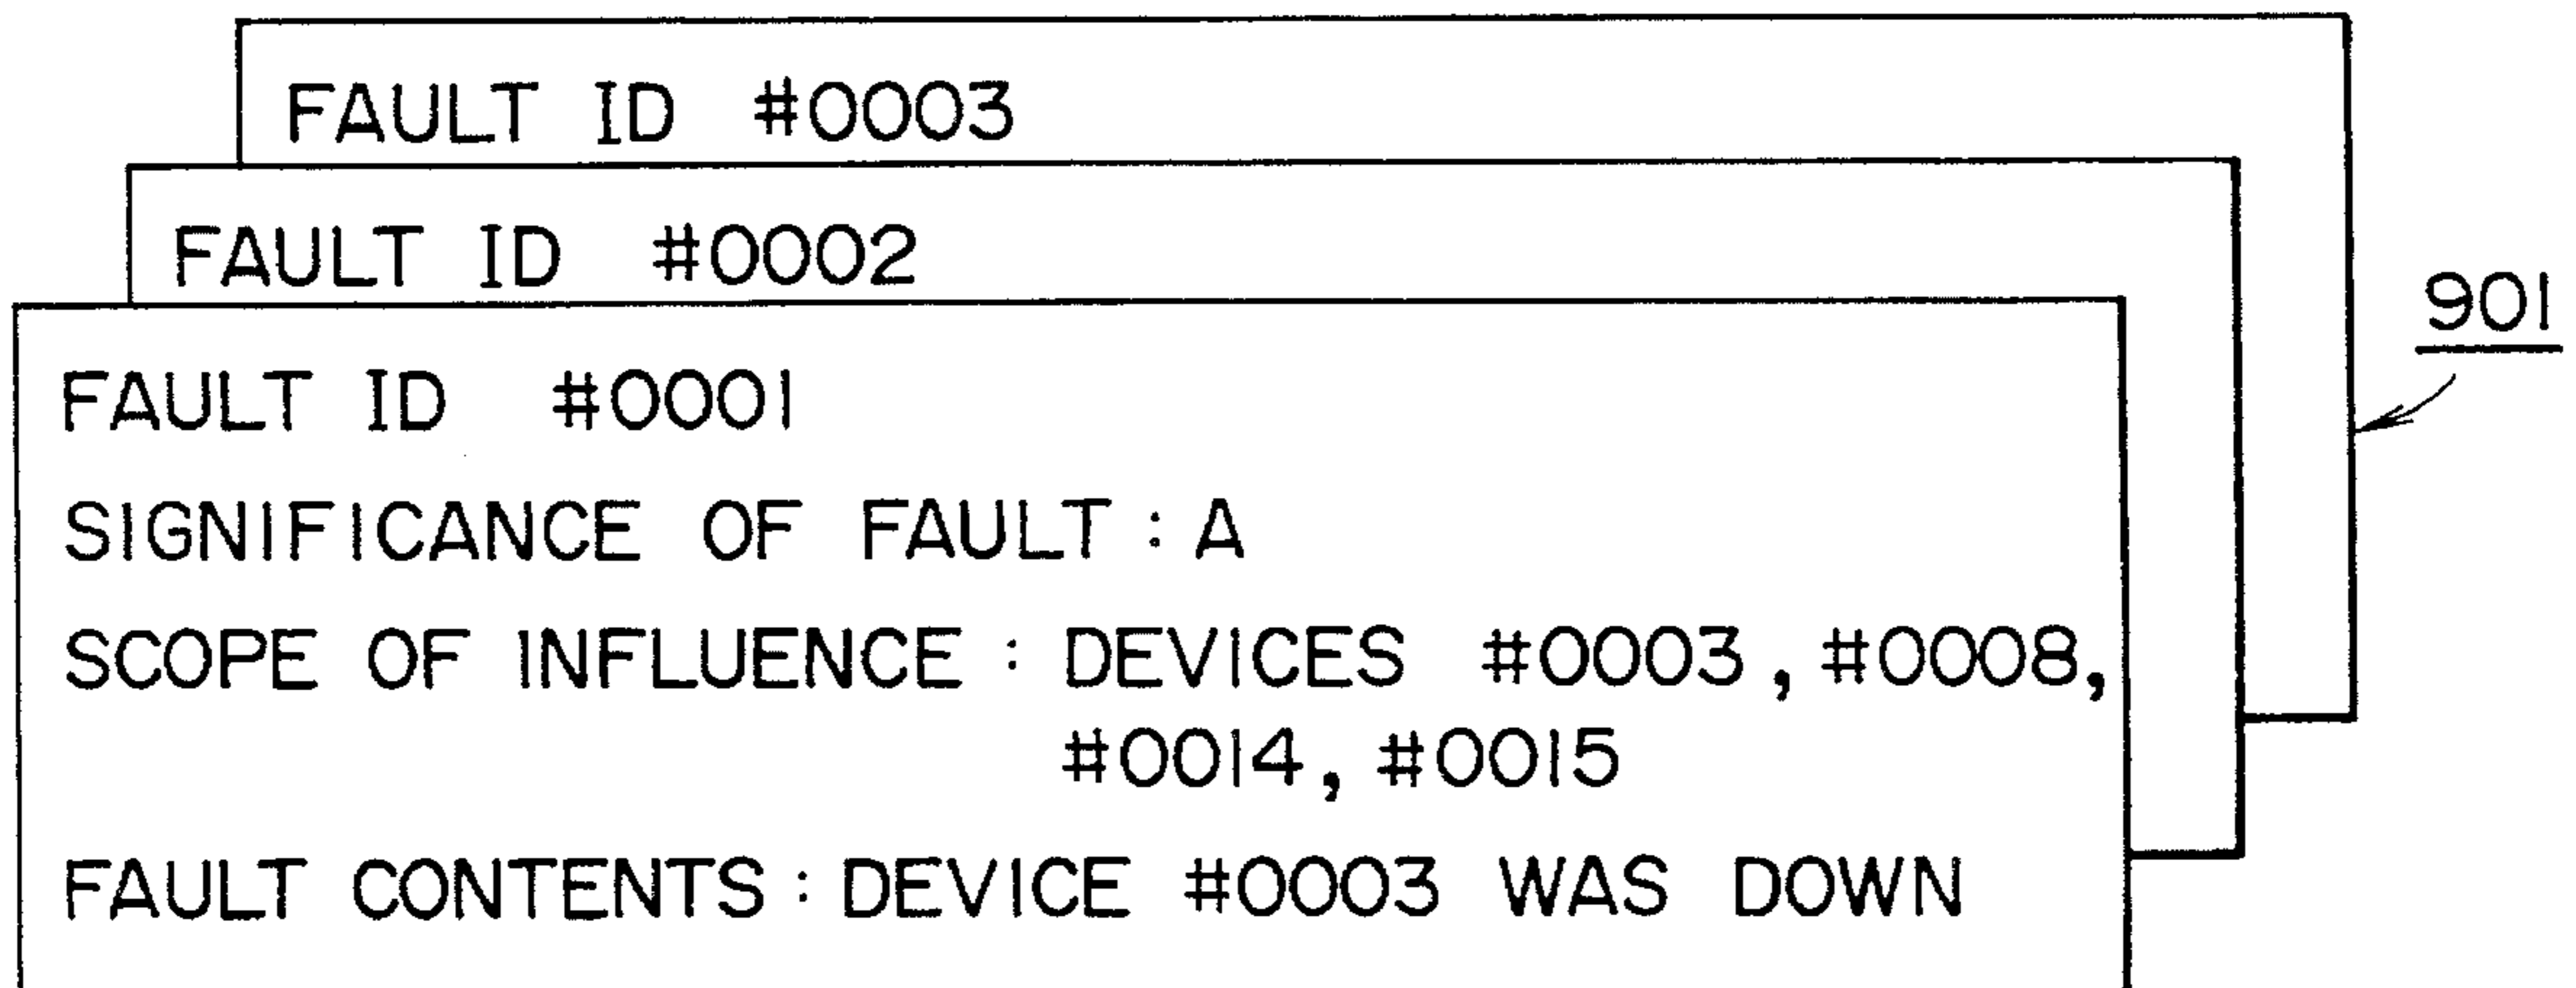 FAULT ID #0003
FAULT ID #0002
901
FAULT ID #0001
SIGNIFICANCE OF FAULT : A
SCOPE OF INFLUENCE : DEVICES #0003, #0008,
#0014, #0015
FAULT CONTENTS : DEVICE #0003 WAS DOWN